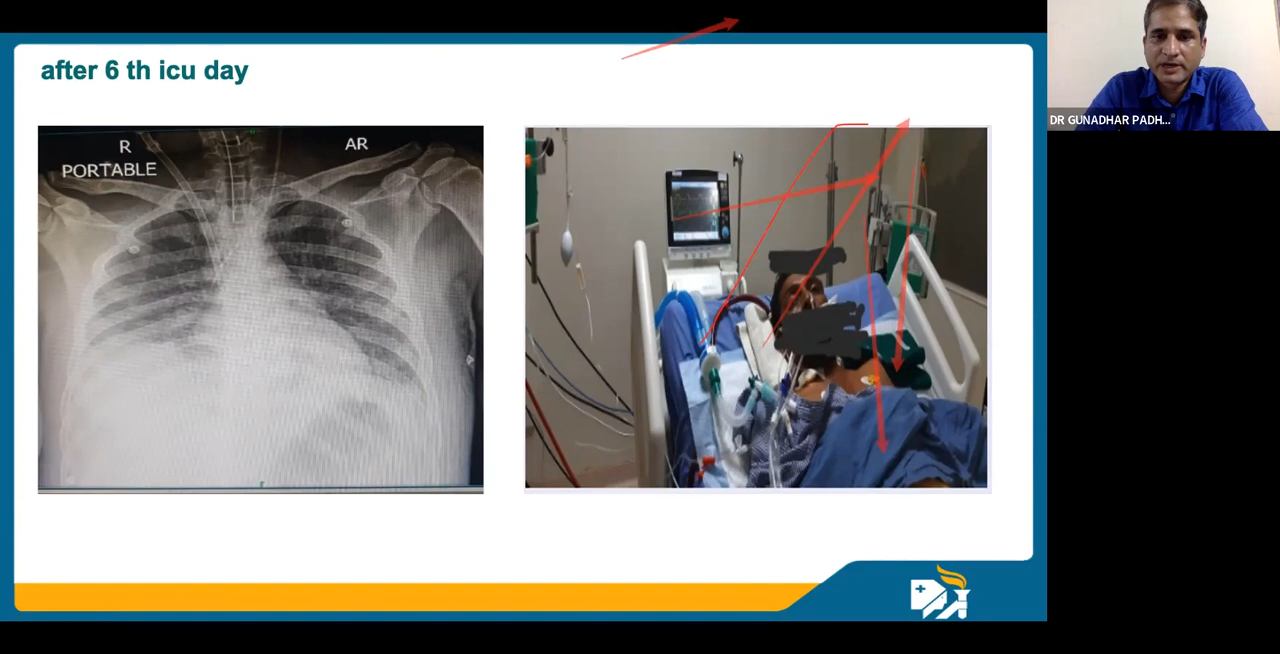 after 6 th icu day
R
PORTABLE
AR
DR GUNADHAR PADH...